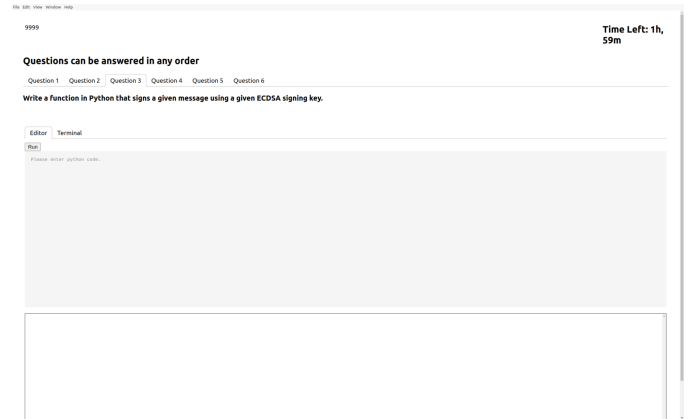 File Edit View Window Help
9999
Time Left: 1h,
59m
Questions can be answered in any order
Question 1 Question 2 Question 3 Question 4 Question 5 Question 6
Write a function in Python that signs a given message using a given ECDSA signing key.
Editor Terminal
Run
Please enter python code.